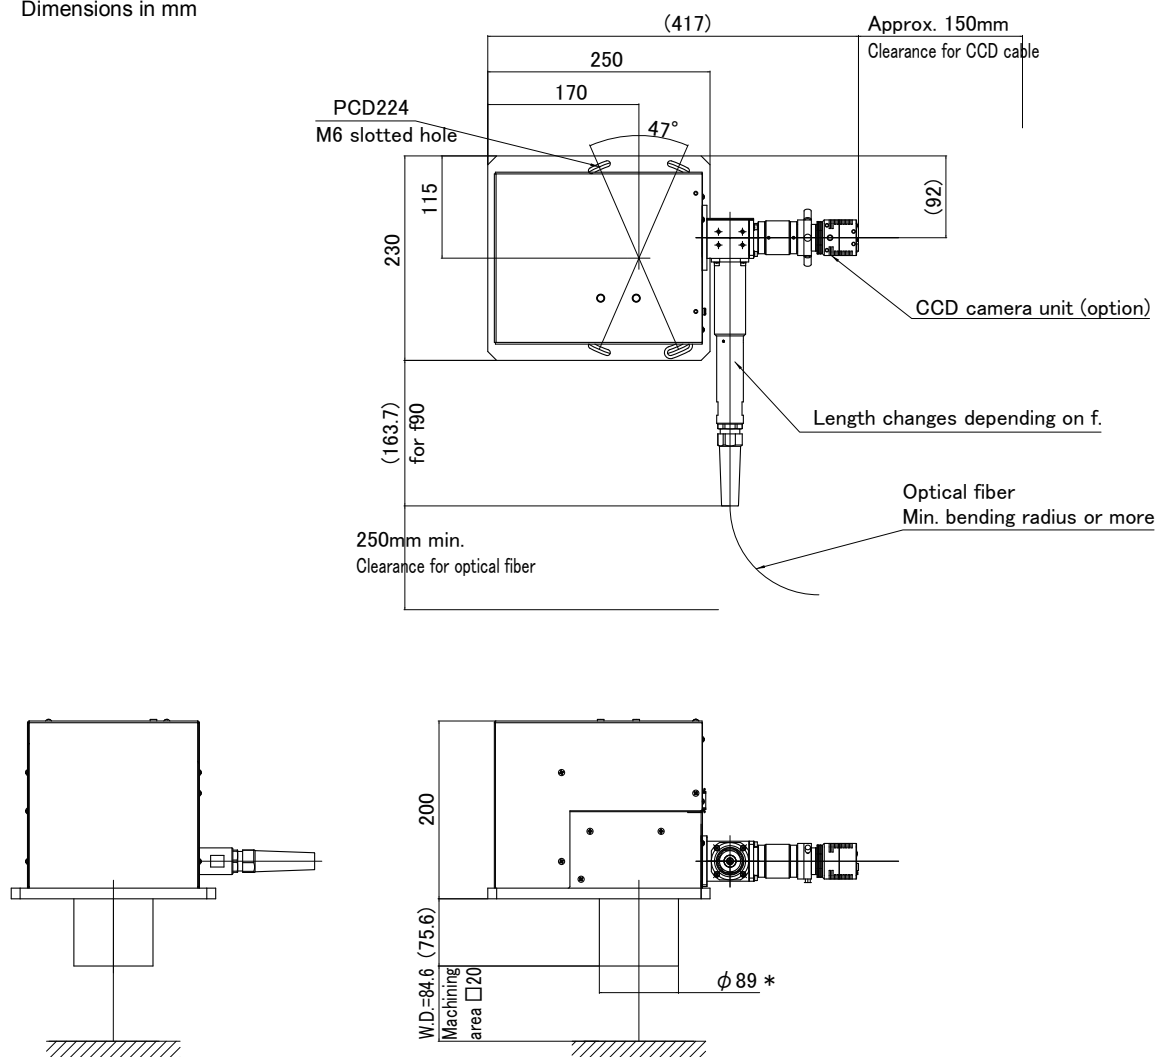 Dimensions in mm
(417)
Approx. 150mm
Clearance for CCD cable
250
170
PCD224
M6 slotted hole
47°
115
(92)
230
CCD camera unit (option)
(163.7)
for f90
Length changes depending on f.
Optical fiber
Min. bending radius or more
250mm min.
Clearance for optical fiber
200
(75.6)
W.D.=84.6
Machining
area □20
φ89 *